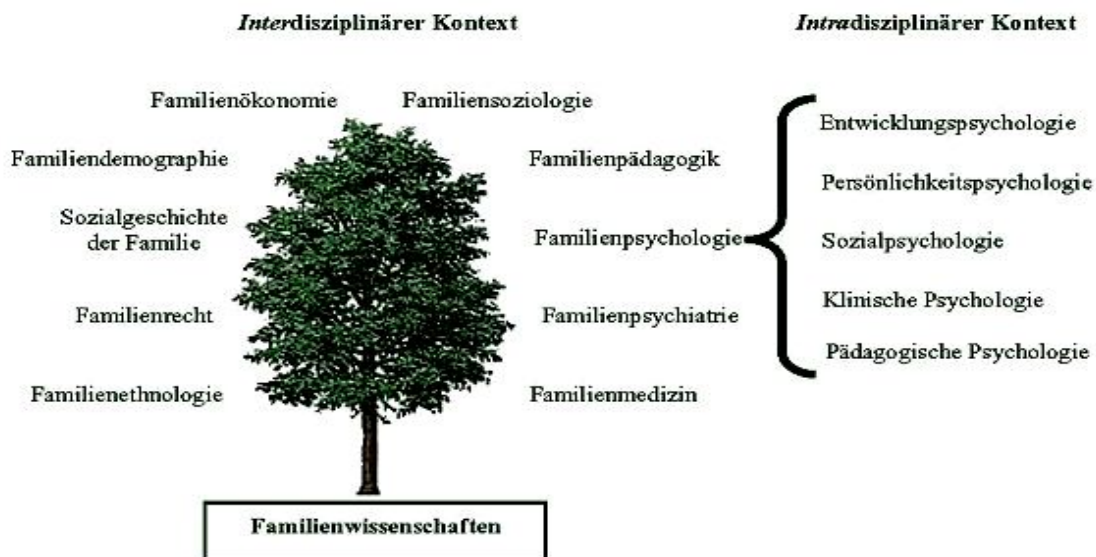 Interdisziplinärer Kontext
Intradisziplinärer Kontext
Familienökonomie
Familiensoziologie
Familiendemographie
Familienpädagogik
Sozialgeschichte
der Familie
Familienpsychologie
Familienrecht
Familienpsychiatrie
Familienethnologie
Familienmedizin
Entwicklungspsychologie
Persönlichkeitspsychologie
Sozialpsychologie
Klinische Psychologie
Pädagogische Psychologie
Familienwissenschaften